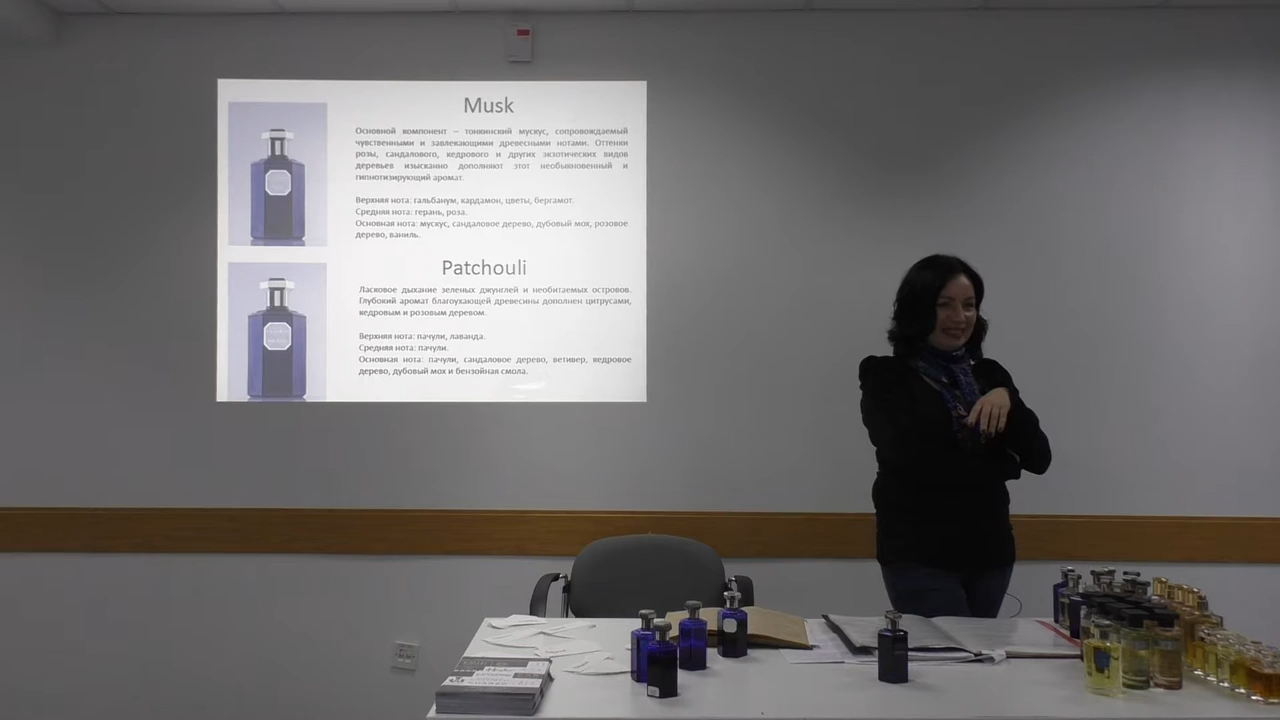 Musk
Основной компонент – тонкинский мускус, сопровождаемый
чувственными и завлекающими древесными нотами. Оттенки
розы, сандалового, кедрового и других экзотических видов
деревьев изысканно дополняют этот необыкновенный и
гипнотизирующий аромат.
Верхняя нота: гальбанум, кардамон, цветы, бергамот.
Средняя нота: герань, роза.
Основная нота: мускус, сандаловое дерево, дубовый мох, розовое
дерево, ваниль.
Patchouli
Ласковое дыхание зеленых джунглей и необитаемых островов.
Глубокий аромат благоухающей древесины дополнен цитрусами,
кедровым и розовым деревом.
Верхняя нота: пачули, лаванда.
Средняя нота: пачули.
Основная нота: пачули, сандаловое дерево, ветивер, кедровое
дерево, дубовый мох и бензойная смола.